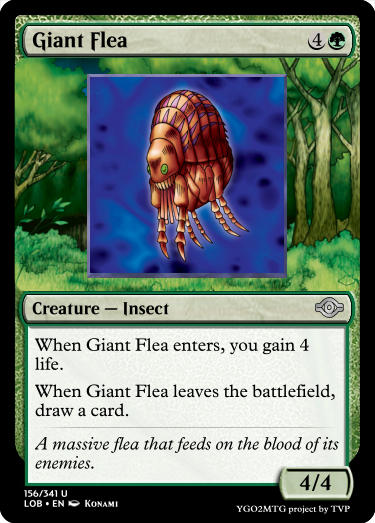 Giant Flea 4
Creature — Insect
When Giant Flea enters, you gain 4
life.
When Giant Flea leaves the battlefield,
draw a card.
A massive flea that feeds on the blood of its
enemies.
4/4
156/341 U
LOB • EN Konami
YGO2MTG project by TVP